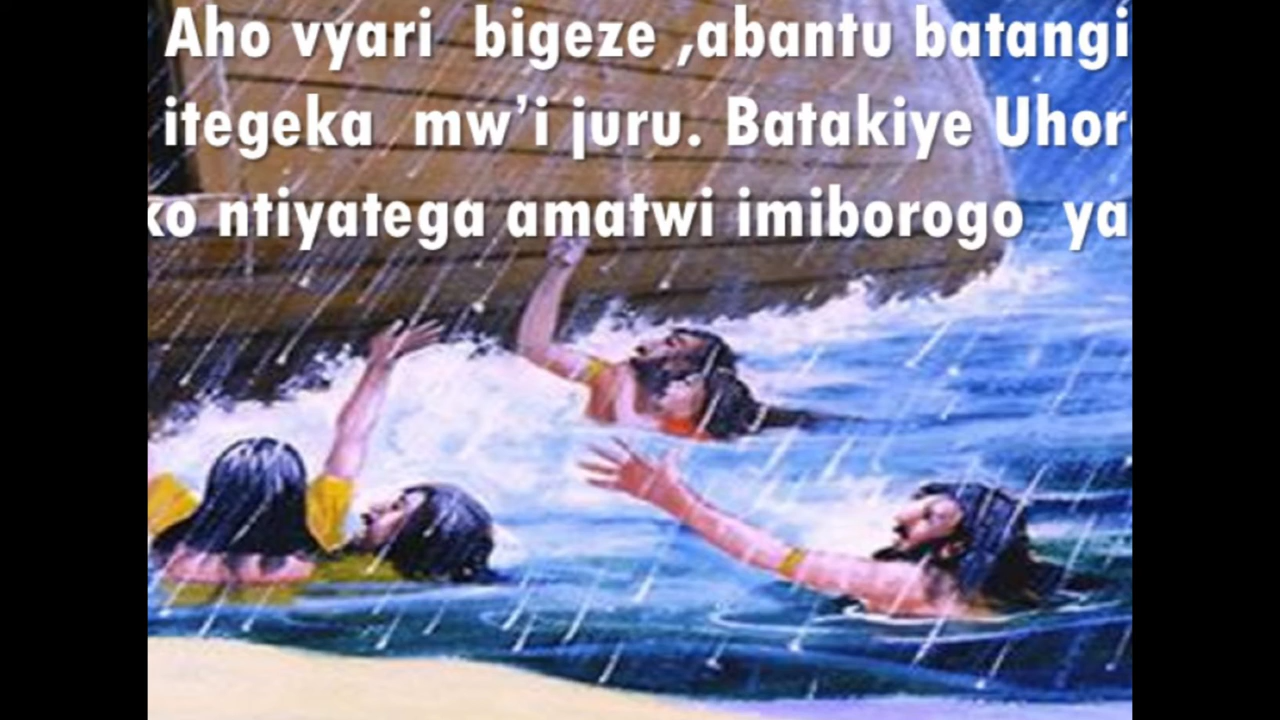 Aho vyari bigeze ,abantu batangi
itegeka mw’i juru. Batakiye Uhor
ko ntiyatega amatwi imiborogo ya